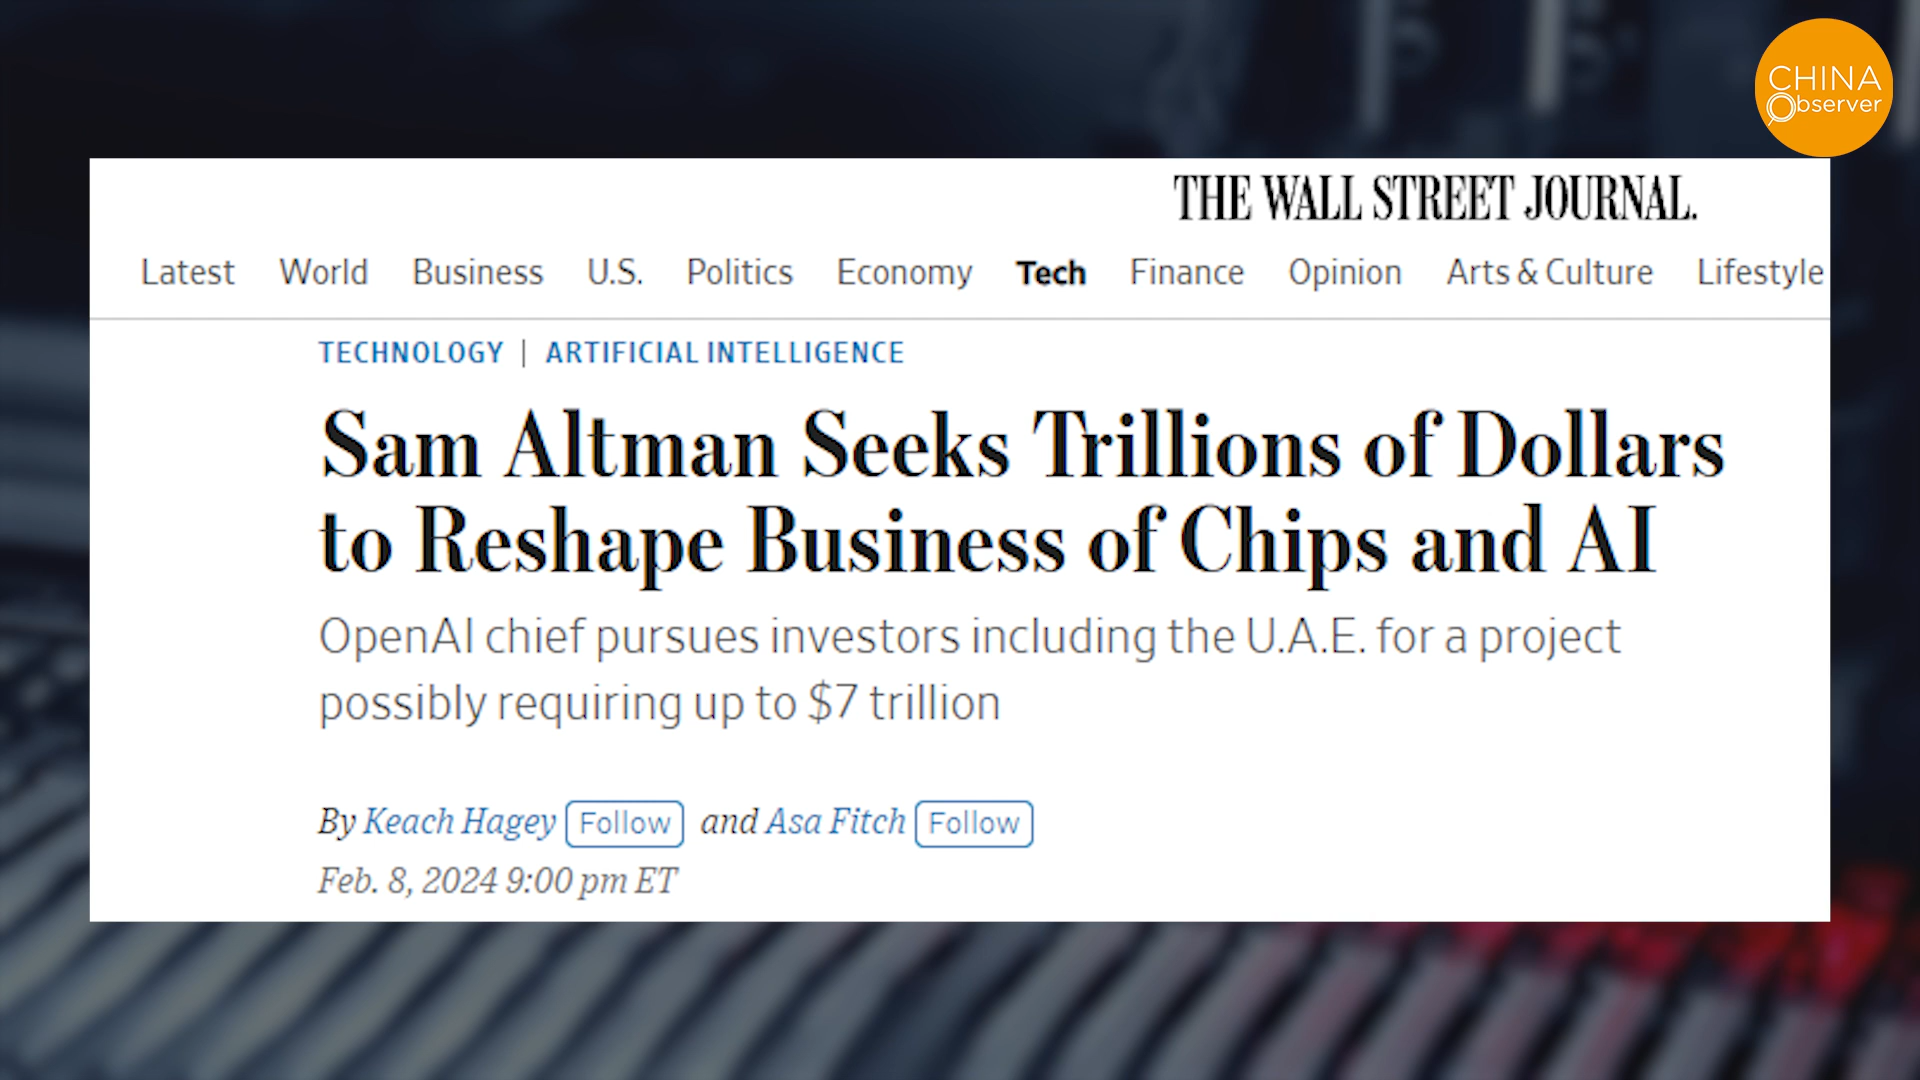 CHINA
Observer
THE WALL STREET JOURNAL.
Latest World Business U.S. Politics Economy Tech Finance Opinion Arts & Culture Lifestyle
TECHNOLOGY | ARTIFICIAL INTELLIGENCE
Sam Altman Seeks Trillions of Dollars
to Reshape Business of Chips and AI
OpenAI chief pursues investors including the U.A.E. for a project
possibly requiring up to $7 trillion
By Keach Hagey Follow and Asa Fitch Follow
Feb. 8, 2024 9:00 pm ET